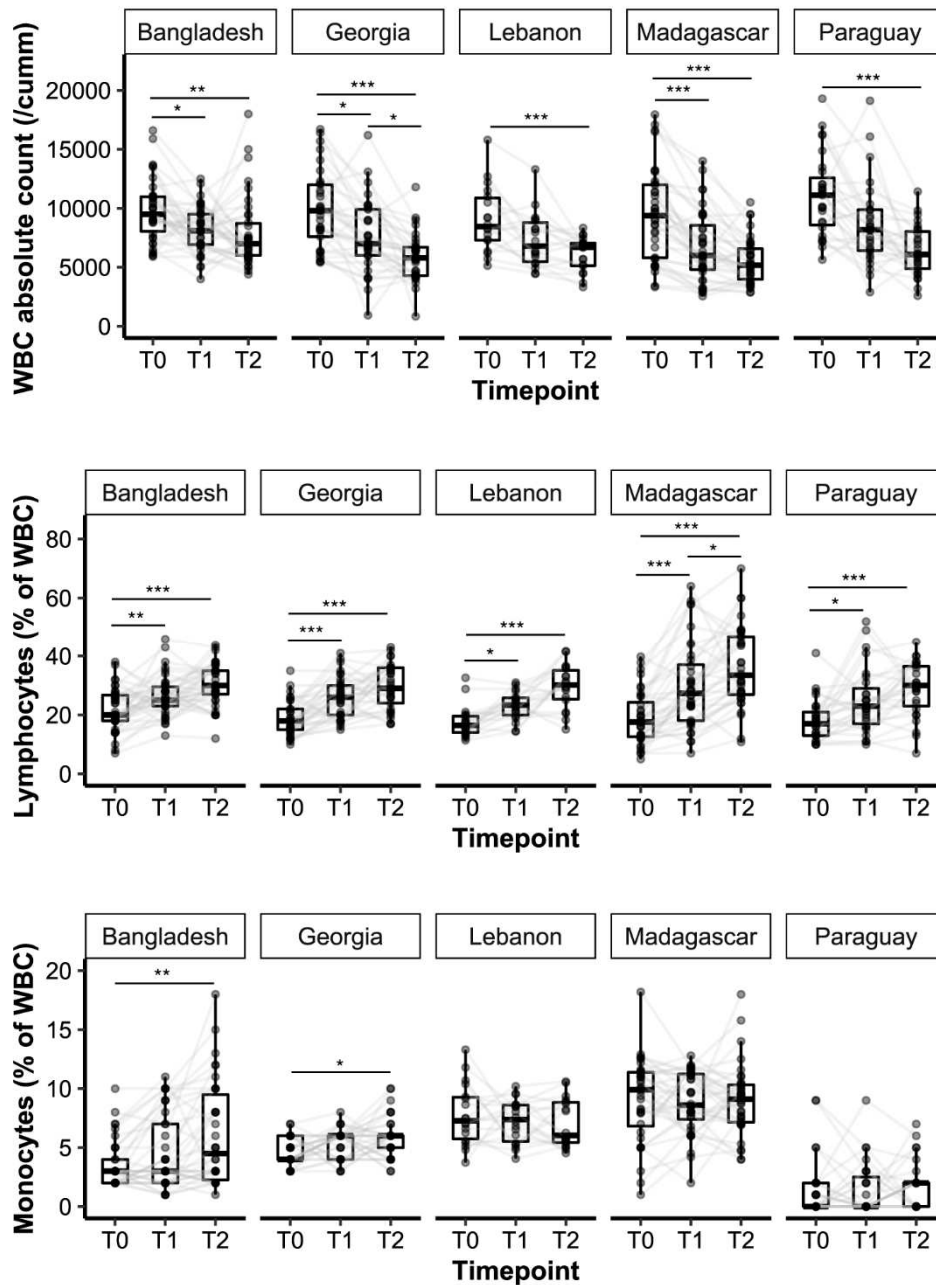 Bangladesh Georgia Lebanon Madagascar Paraguay
WBC absolute count (/cumm)
** *** *** *** ***
* * * ***
20000
15000
10000
5000
0
T0 T1 T2 T0 T1 T2 T0 T1 T2 T0 T1 T2 T0 T1 T2
Timepoint
Bangladesh Georgia Lebanon Madagascar Paraguay
Lymphocytes (% of WBC)
80
60
40
20
0
***
*** *
*** *** *** ***
** *** * *
T0 T1 T2 T0 T1 T2 T0 T1 T2 T0 T1 T2 T0 T1 T2
Timepoint
Bangladesh Georgia Lebanon Madagascar Paraguay
Monocytes (% of WBC)
20
15
10
5
0
**
*
T0 T1 T2 T0 T1 T2 T0 T1 T2 T0 T1 T2 T0 T1 T2
Timepoint